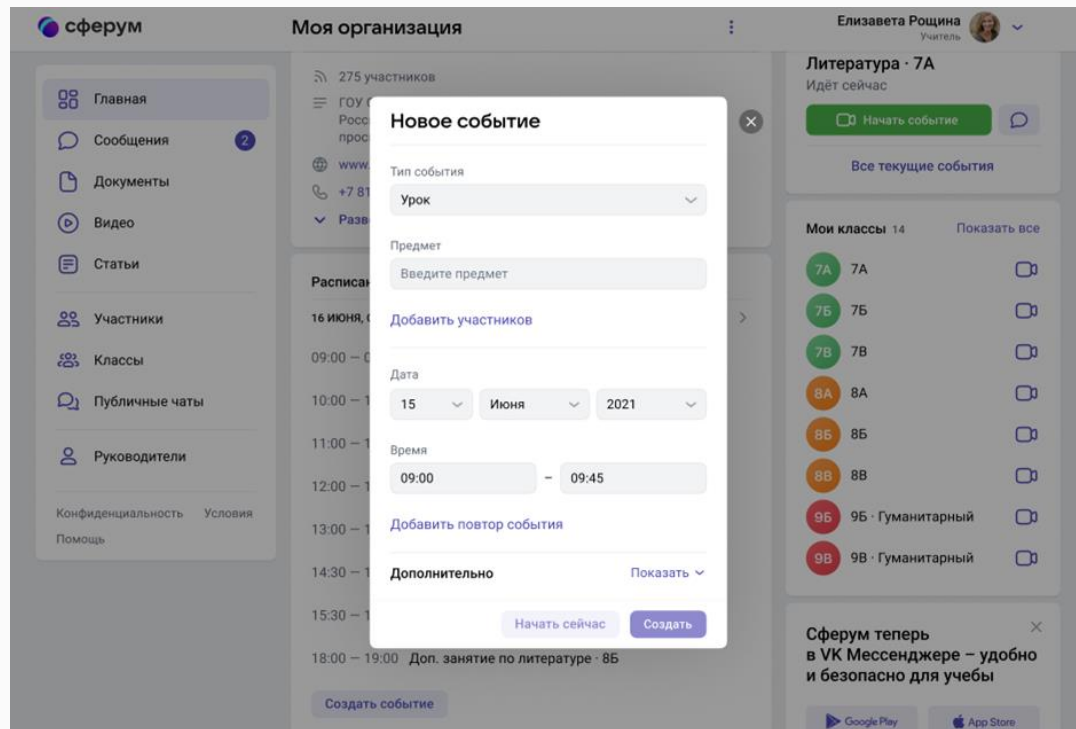 сферум
Моя организация
Елизавета Рощина
Учитель
Главная
Сообщения 2
Документы
Видео
Статьи
Участники
Классы
Публичные чаты
Руководители
Конфиденциальность Условия
Помощь
275 участников
ГОУ
www.
+7 81
Расписан
16 ИЮНЯ,
09:00 —
10:00 — 1
11:00 — 1
12:00 — 1
13:00 — 1
14:30 — 1
15:30 — 1
18:00 — 19:00 Доп. занятие по литературе · 8Б
Создать событие
Новое событие
Тип события
Урок
Предмет
Введите предмет
Добавить участников
Дата
15 Июня 2021
Время
09:00 – 09:45
Добавить повтор события
Дополнительно Показать
Начать сейчас Создать
Литература · 7А
Идёт сейчас
Начать событие
Все текущие события
Мои классы 14 Показать все
7А 7А
7Б 7Б
7В 7В
8А 8А
8Б 8Б
8В 8В
9Б 9Б · Гуманитарный
9В 9В · Гуманитарный
Сферум теперь
в VK Мессенджере – удобно
и безопасно для учебы
Google Play App Store